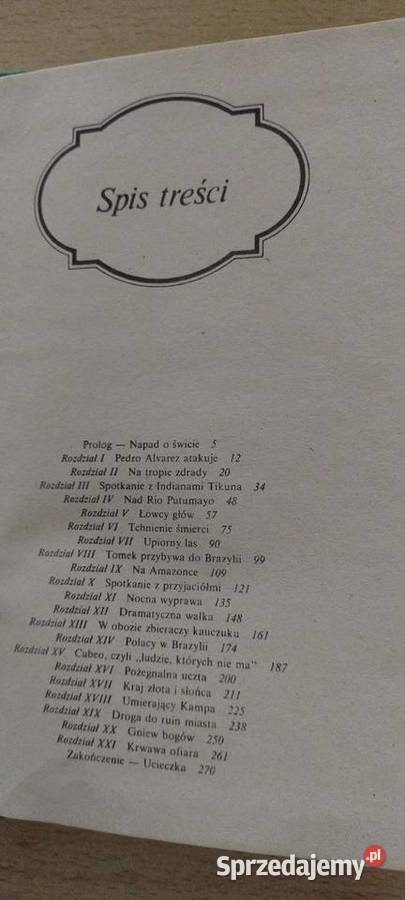 Spis treści
Prolog — Napad o świcie 5
Rozdział I Pedro Alvarez atakuje 12
Rozdział II Na tropie zdrady 20
Rozdział III Spotkanie z Indianami Tikuna 34
Rozdział IV Nad Rio Putumayo 48
Rozdział V Łowcy głów 57
Rozdział VI Tchnienie śmierci 75
Rozdział VII Upiorny las 90
Rozdział VIII Tomek przybywa do Brazylii 99
Rozdział IX Na Amazonce 109
Rozdział X Spotkanie z przyjaciółmi 121
Rozdział XI Nocna wyprawa 135
Rozdział XII Dramatyczna walka 148
Rozdział XIII W obozie zbieraczy kauczuku 161
Rozdział XIV Polacy w Brazylii 174
Rozdział XV Cubeo, czyli „ludzie, których nie ma" 187
Rozdział XVI Pożegnalna uczta 200
Rozdział XVII Kraj złota i słońca 211
Rozdział XVIII Umierający Kampa 225
Rozdział XIX Droga do ruin miasta 238
Rozdział XX Gniew bogów 250
Rozdział XXI Krwawa ofiara 261
Zakończenie — Ucieczka 270
Sprzedajemy.pl